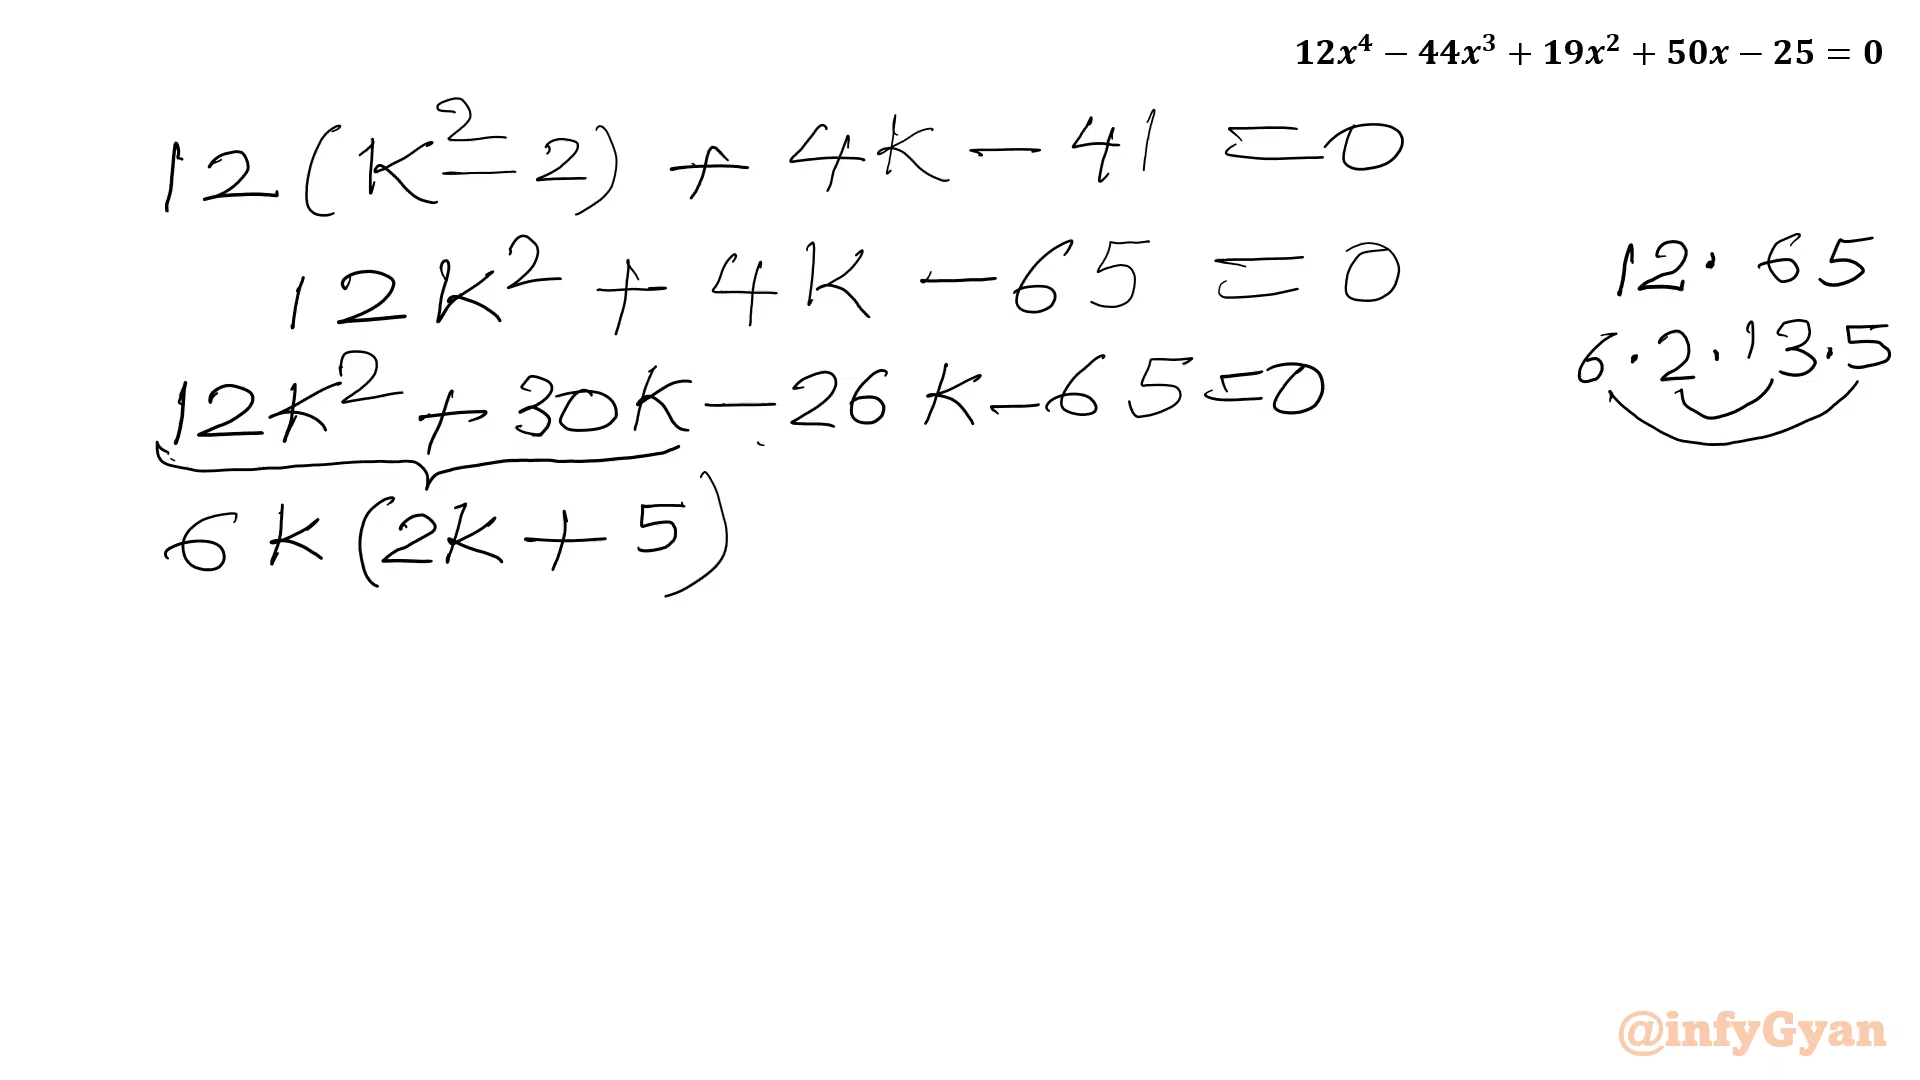 12x⁴ − 44x³ + 19x² + 50x − 25 = 0
12(K² − 2) + 4K − 41 = 0
12K² + 4K − 65 = 0
12 · 65
6 · 2 · 13 · 5
12K² + 30K − 26K − 65 = 0
6K(2K + 5)
@infyGyan